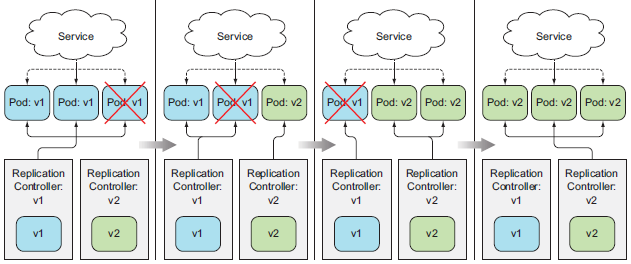 Service
Pod: v1
Pod: v1
Pod: v1
Replication
Controller:
v1
v1
Replication
Controller:
v2
v2
Service
Pod: v1
Pod: v1
Pod: v2
Replication
Controller:
v1
v1
Replication
Controller:
v2
v2
Service
Pod: v1
Pod: v2
Pod: v2
Replication
Controller:
v1
v1
Replication
Controller:
v2
v2
Service
Pod: v2
Pod: v2
Pod: v2
Replication
Controller:
v1
v1
Replication
Controller:
v2
v2